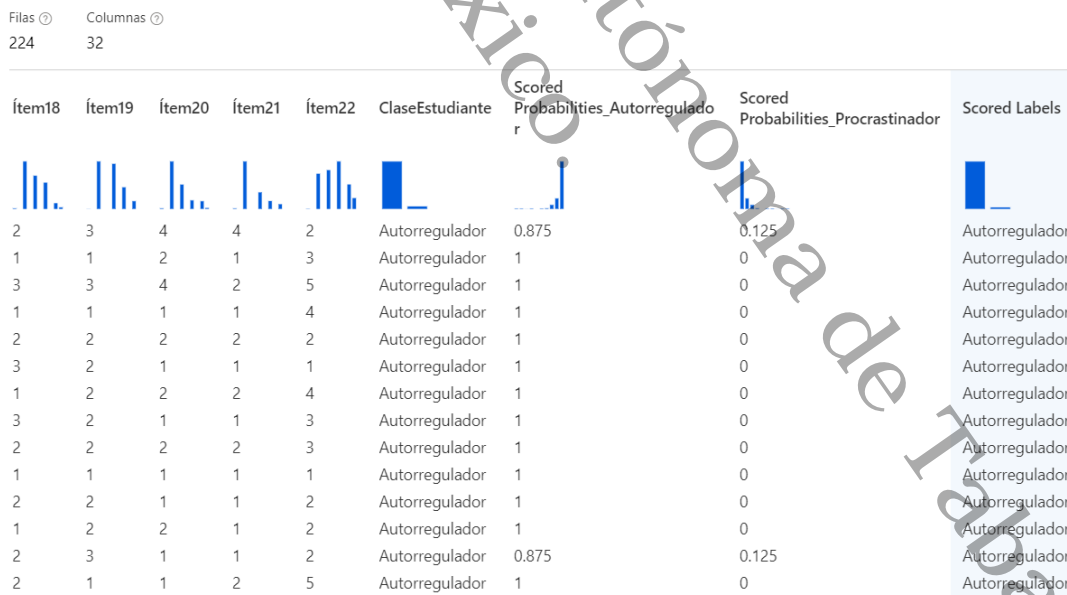 Filas Columnas
224 32
Ítem18 Ítem19 Ítem20 Ítem21 Ítem22 ClaseEstudiante Scored Probabilities_Autorregulado r Scored Probabilities_Procrastinador Scored Labels
2 3 4 4 2 Autorregulador 0.875 0.125 Autorregulador
1 1 2 1 3 Autorregulador 1 0 Autorregulador
3 3 4 2 5 Autorregulador 1 0 Autorregulador
1 1 1 1 4 Autorregulador 1 0 Autorregulador
2 2 2 2 2 Autorregulador 1 0 Autorregulador
3 2 1 1 1 Autorregulador 1 0 Autorregulador
1 2 2 2 4 Autorregulador 1 0 Autorregulador
3 2 1 1 3 Autorregulador 1 0 Autorregulador
2 2 2 2 3 Autorregulador 1 0 Autorregulador
1 1 1 1 1 Autorregulador 1 0 Autorregulador
2 2 1 1 2 Autorregulador 1 0 Autorregulador
1 2 2 1 2 Autorregulador 1 0 Autorregulador
2 3 1 1 2 Autorregulador 0.875 0.125 Autorregulador
2 1 1 2 5 Autorregulador 1 0 Autorregulador
xico.
tónoma de Taba